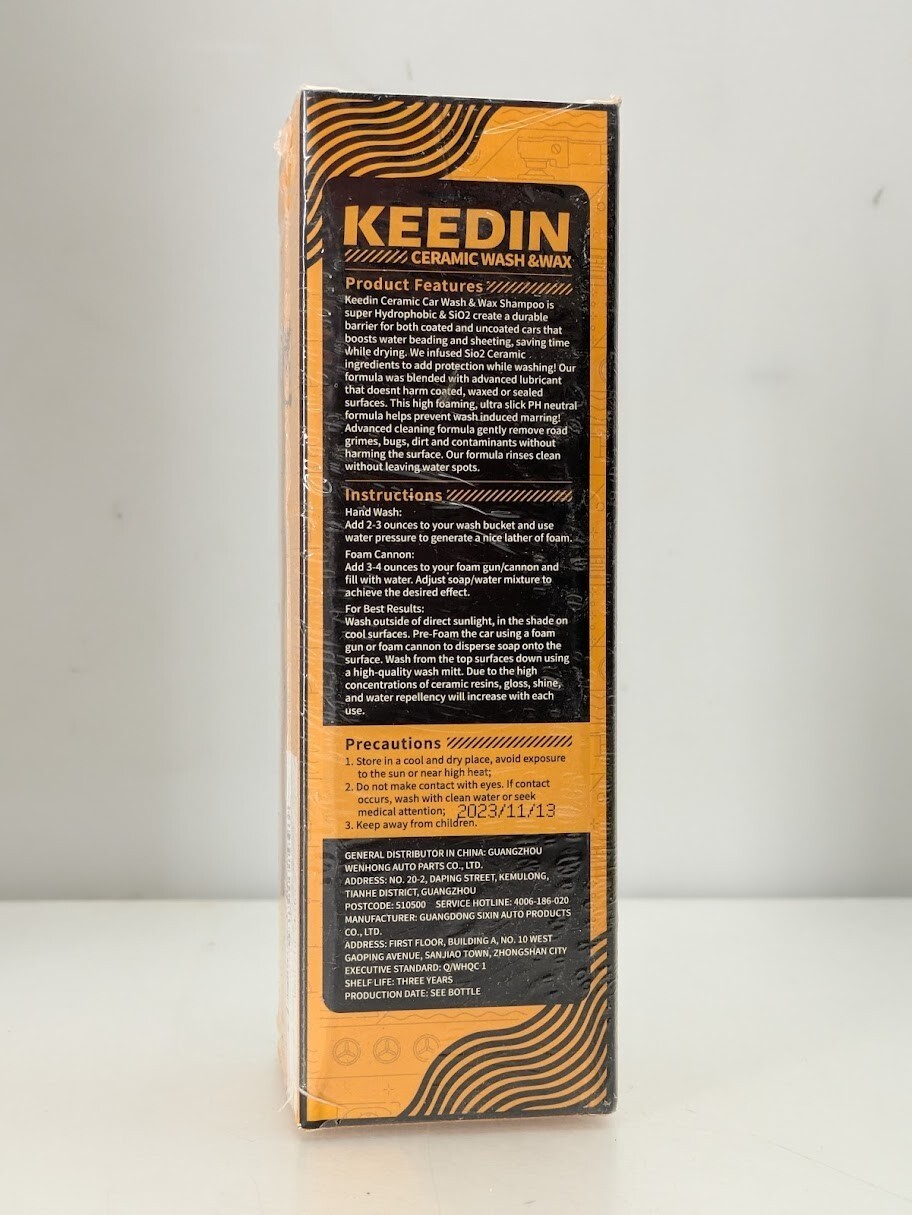 KEEDIN
CERAMIC WASH &WAX
Product Features
Keedin Ceramic Car Wash & Wax Shampoo is
super Hydrophobic & SiO2 create a durable
barrier for both coated and uncoated cars that
boosts water beading and sheeting, saving time
while drying. We infused Sio2 Ceramic
ingredients to add protection while washing! Our
formula was blended with advanced lubricant
that doesnt harm coated, waxed or sealed
surfaces. This high foaming, ultra slick PH neutral
formula helps prevent wash induced marring!
Advanced cleaning formula gently remove road
grimes, bugs, dirt and contaminants without
harming the surface. Our formula rinses clean
without leaving water spots.
Instructions
Hand Wash:
Add 2-3 ounces to your wash bucket and use
water pressure to generate a nice lather of foam.
Foam Cannon:
Add 3-4 ounces to your foam gun/cannon and
fill with water. Adjust soap/water mixture to
achieve the desired effect.
For Best Results:
Wash outside of direct sunlight, in the shade on
cool surfaces. Pre-Foam the car using a foam
gun or foam cannon to disperse soap onto the
surface. Wash from the top surfaces down using
a high-quality wash mitt. Due to the high
concentrations of ceramic resins, gloss, shine,
and water repellency will increase with each
use.
Precautions
1. Store in a cool and dry place, avoid exposure
to the sun or near high heat;
2. Do not make contact with eyes. If contact
occurs, wash with clean water or seek
medical attention; 2023/11/13
3. Keep away from children.
GENERAL DISTRIBUTOR IN CHINA: GUANGZHOU
WENHONG AUTO PARTS CO., LTD.
ADDRESS: NO. 20-2, DAPING STREET, KEMULONG,
TIANHE DISTRICT, GUANGZHOU
POSTCODE: 510500 SERVICE HOTLINE: 4006-186-020
MANUFACTURER: GUANGDONG SIXIN AUTO PRODUCTS
CO., LTD.
ADDRESS: FIRST FLOOR, BUILDING A, NO. 10 WEST
GAOPING AVENUE, SANJIAO TOWN, ZHONGSHAN CITY
EXECUTIVE STANDARD: Q/WHQC 1
SHELF LIFE: THREE YEARS
PRODUCTION DATE: SEE BOTTLE